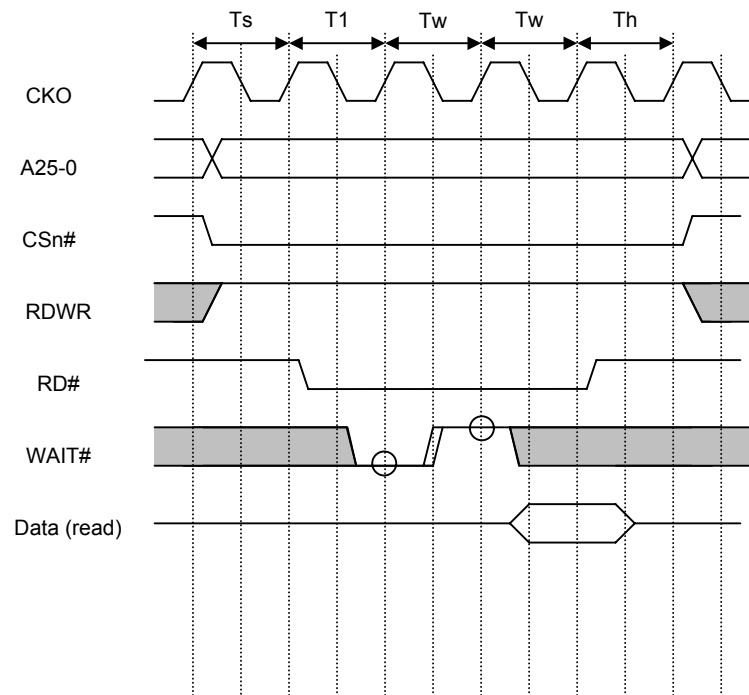 Ts T1 Tw Tw Th
CKO
A25-0
CSn#
RDWR
RD#
WAIT#
Data (read)